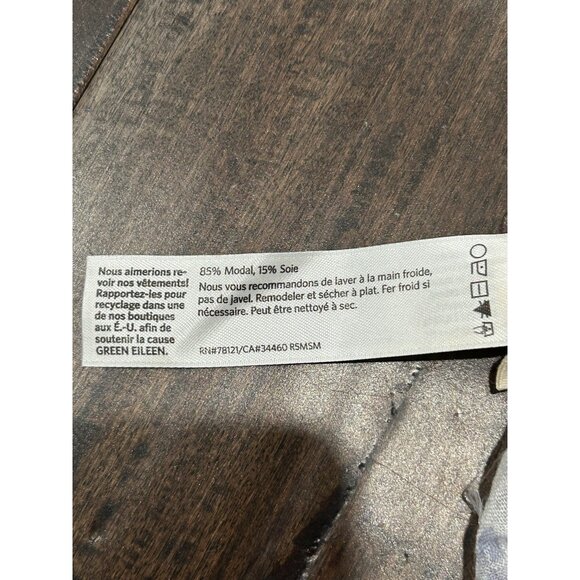 Nous aimerions re-
voir nos vêtements!
Rapportez-les pour
recyclage dans une
de nos boutiques
aux É.-U. afin de
soutenir la cause
GREEN EILEEN.
85% Modal, 15% Soie
Nous vous recommandons de laver à la main froide,
pas de javel. Remodeler et sécher à plat. Fer froid si
nécessaire. Peut être nettoyé à sec.
RN#78121/CA#34460 R5MSM